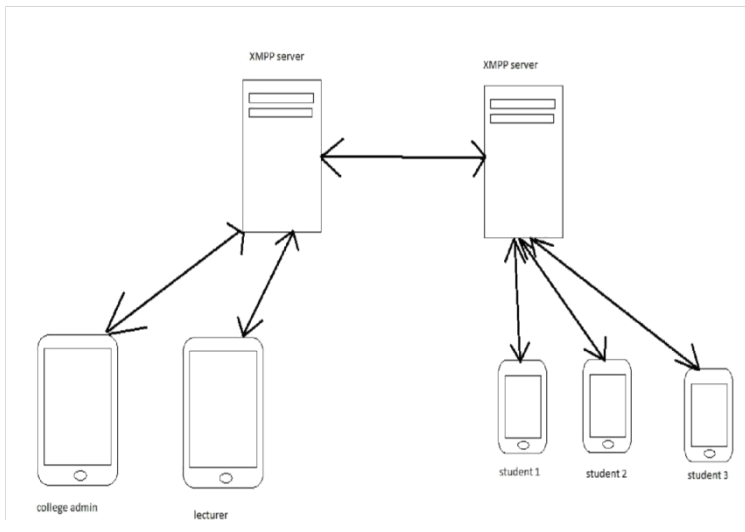 XMPP server
XMPP server
student 1
student 2
student 3
college admin
lecturer